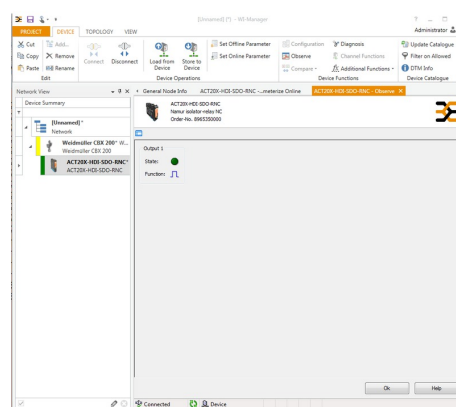 [Unnamed] (*) - WI-Manager
PROJECT DEVICE TOPOLOGY VIEW Administrator
Cut Add... Set Offline Parameter Configuration Diagnosis Update Catalogue
Copy Remove Connect Disconnect Load from Device Store to Device Set Online Parameter Observe Channel Functions Filter on Allowed
Paste Rename Compare Additional Functions DTM Info
Edit Device Operations Device Functions Device Catalogue
Network View
General Node Info ACT20X-HDI-SDO-RNC -...meterize Online ACT20X-HDI-SDO-RNC - Observe
Device Summary
ACT20X-HDI-SDO-RNC
Namur isolator-relay NC
Order-No. 8965350000
[Unnamed]*
Network
Weidmüller CBX 200* W...
Weidmüller CBX 200
ACT20X-HDI-SDO-RNC*
ACT20X-HDI-SDO-RNC
Output 1
State:
Function:
Ok Help
Connected Device